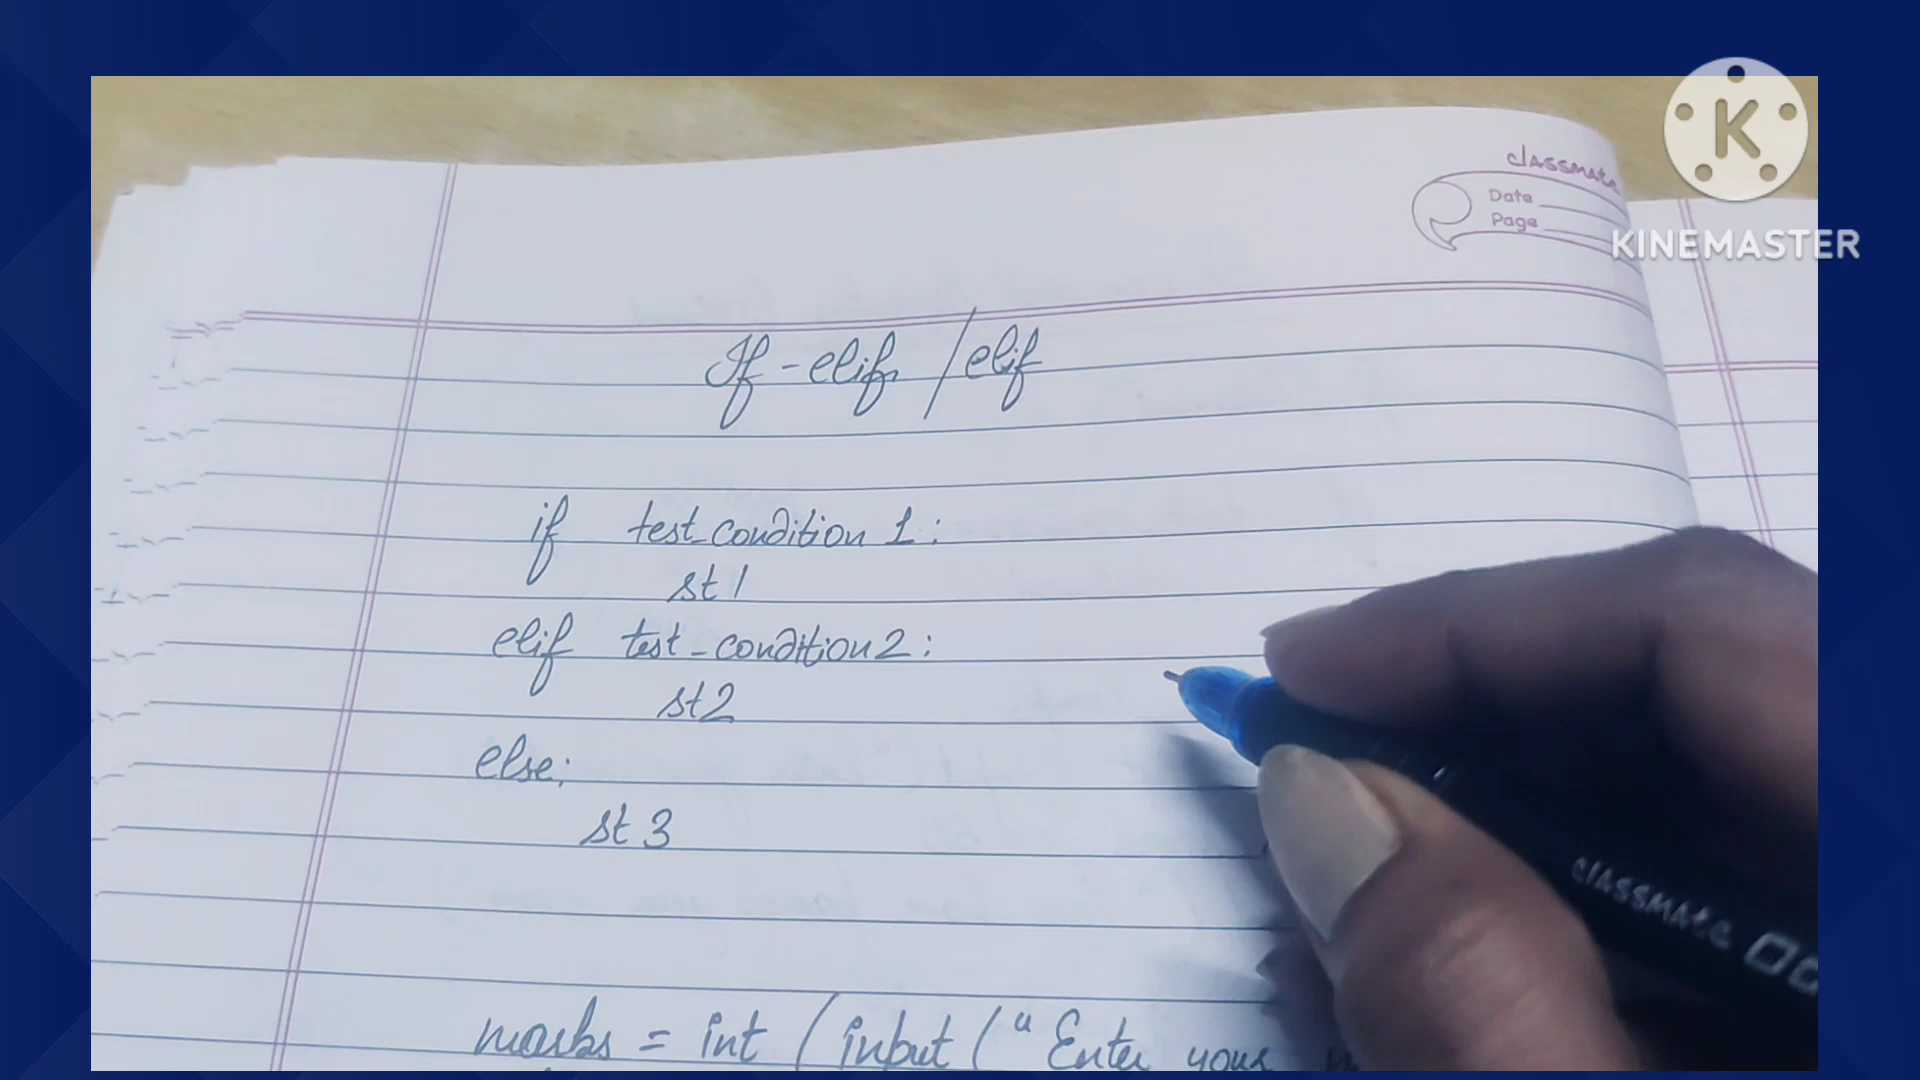 classmate
Date
Page
KINEMASTER
If-elif / elif
if test_condition 1:
st 1
elif test_condition2:
st2
else:
st 3
marks = int (input ("Enter your
classmate